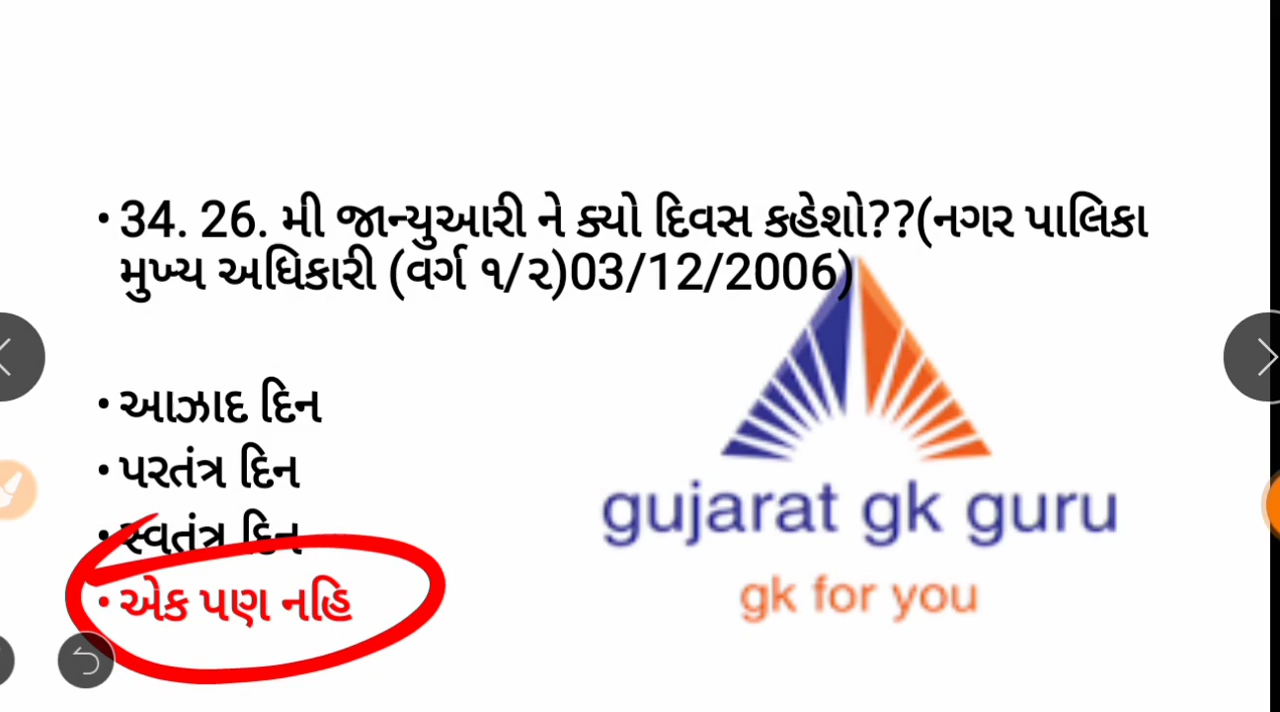 • 34. 26. મી જાન્યુઆરી ને ક્યો દિવસ કહેશો??(નગર પાલિકા
મુખ્ય અધિકારી (વર્ગ ૧/૨)03/12/2006)
• આઝાદ દિન
• પરતંત્ર દિન
• સ્વતંત્ર દિન
• એક પણ નહિ
gujarat gk guru
gk for you